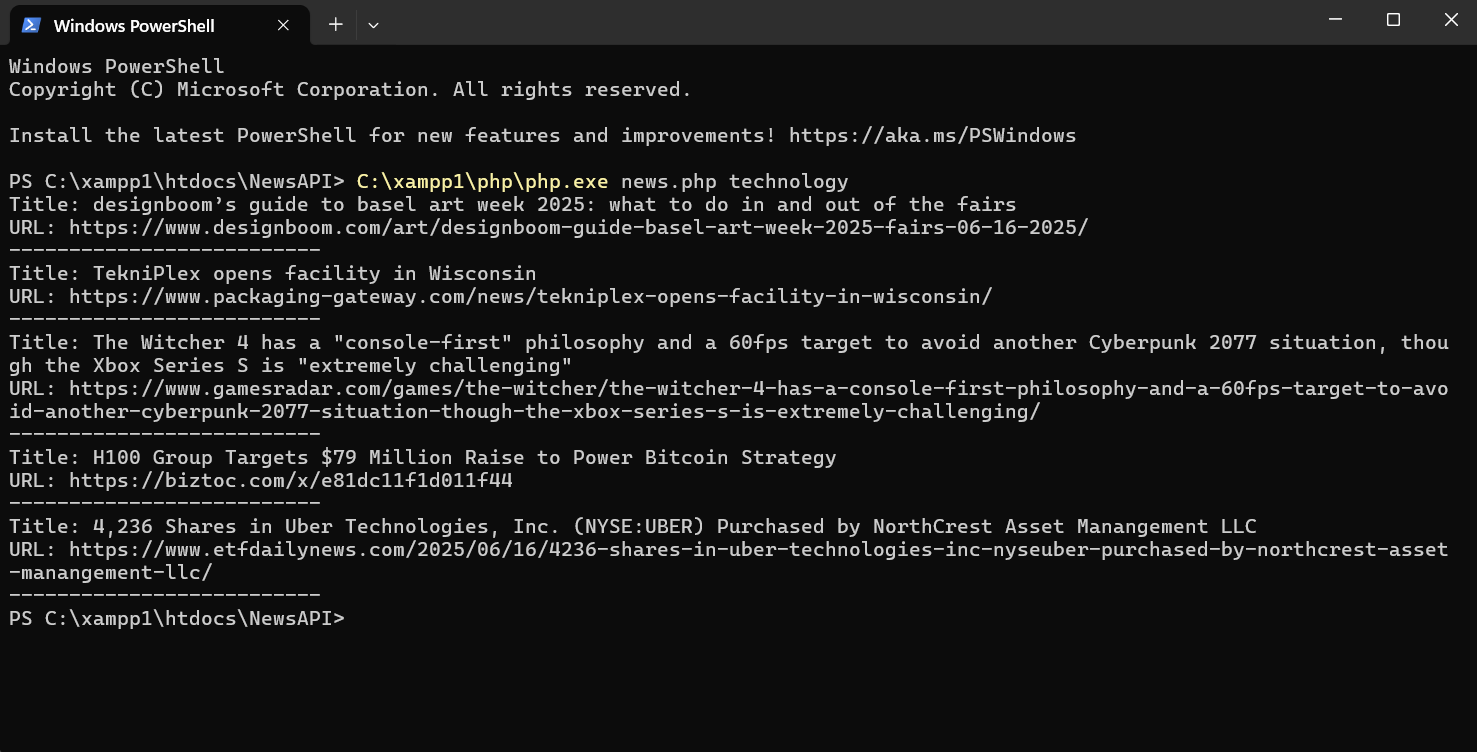 Windows PowerShell
Windows PowerShell
Copyright (C) Microsoft Corporation. All rights reserved.
Install the latest PowerShell for new features and improvements! https://aka.ms/PSWindows
PS C:\xampp1\htdocs\NewsAPI> C:\xampp1\php\php.exe news.php technology
Title: designboom’s guide to basel art week 2025: what to do in and out of the fairs
URL: https://www.designboom.com/art/designboom-guide-basel-art-week-2025-fairs-06-16-2025/
--------------------------
Title: TekniPlex opens facility in Wisconsin
URL: https://www.packaging-gateway.com/news/tekniplex-opens-facility-in-wisconsin/
--------------------------
Title: The Witcher 4 has a "console-first" philosophy and a 60fps target to avoid another Cyberpunk 2077 situation, thou
gh the Xbox Series S is "extremely challenging"
URL: https://www.gamesradar.com/games/the-witcher/the-witcher-4-has-a-console-first-philosophy-and-a-60fps-target-to-avo
id-another-cyberpunk-2077-situation-though-the-xbox-series-s-is-extremely-challenging/
--------------------------
Title: H100 Group Targets $79 Million Raise to Power Bitcoin Strategy
URL: https://biztoc.com/x/e81dc11f1d011f44
--------------------------
Title: 4,236 Shares in Uber Technologies, Inc. (NYSE:UBER) Purchased by NorthCrest Asset Manangement LLC
URL: https://www.etfdailynews.com/2025/06/16/4236-shares-in-uber-technologies-inc-nyseuber-purchased-by-northcrest-asset
-manangement-llc/
--------------------------
PS C:\xampp1\htdocs\NewsAPI>